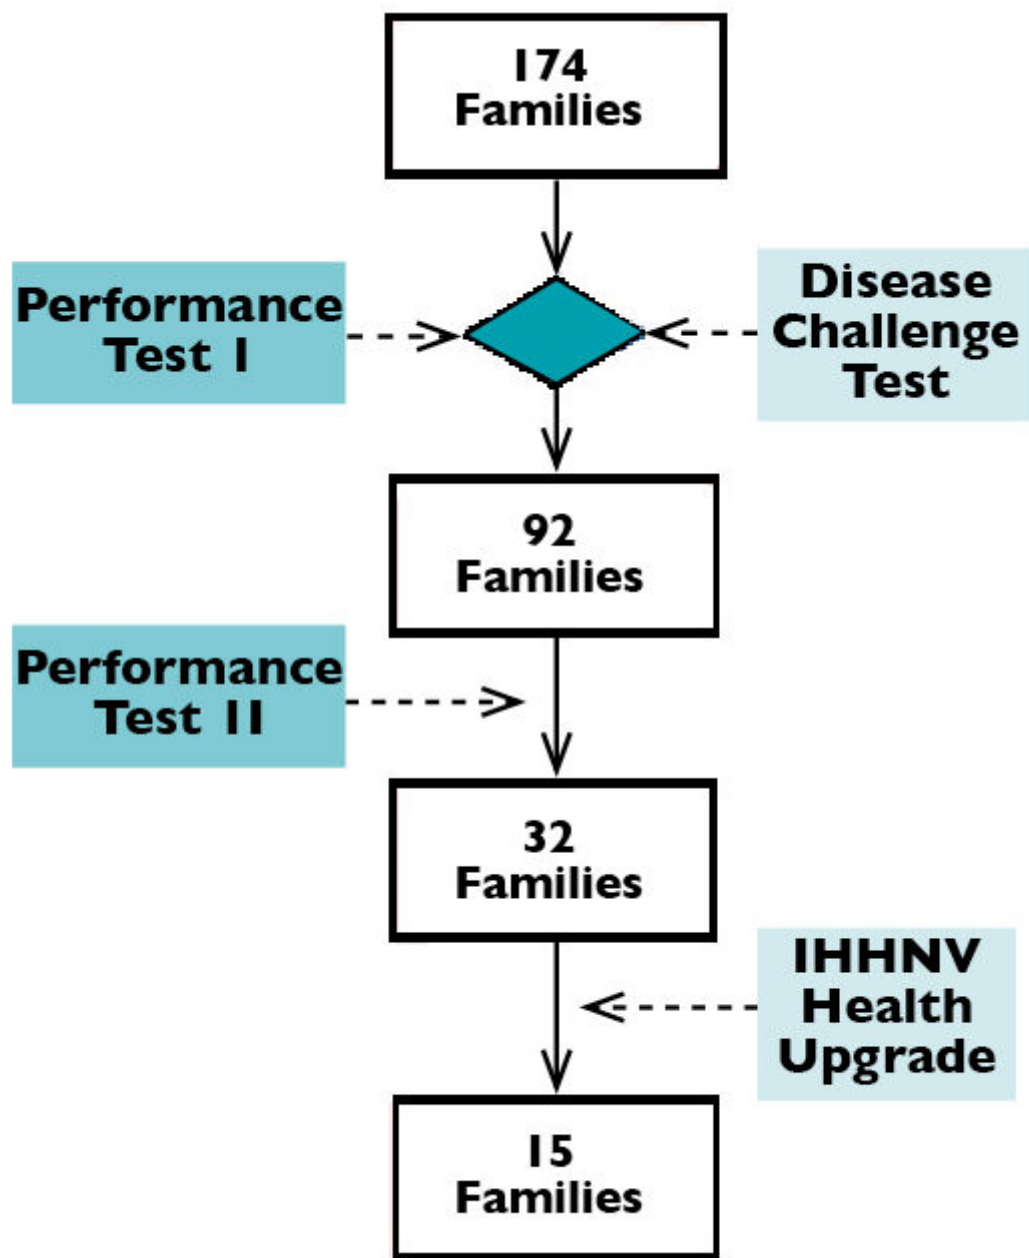 174
Families
Performance
Test I
Disease
Challenge
Test
92
Families
Performance
Test II
32
Families
IHHNV
Health
Upgrade
15
Families